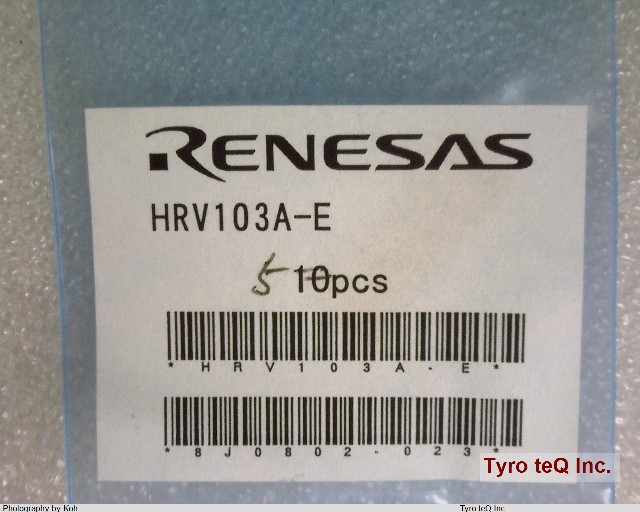 RENESAS
HRV103A-E
5 10pcs
*HRV103A-E*
*8J0802-023*
Tyro teQ Inc.
Photography by Koh
Tyro teQ Inc